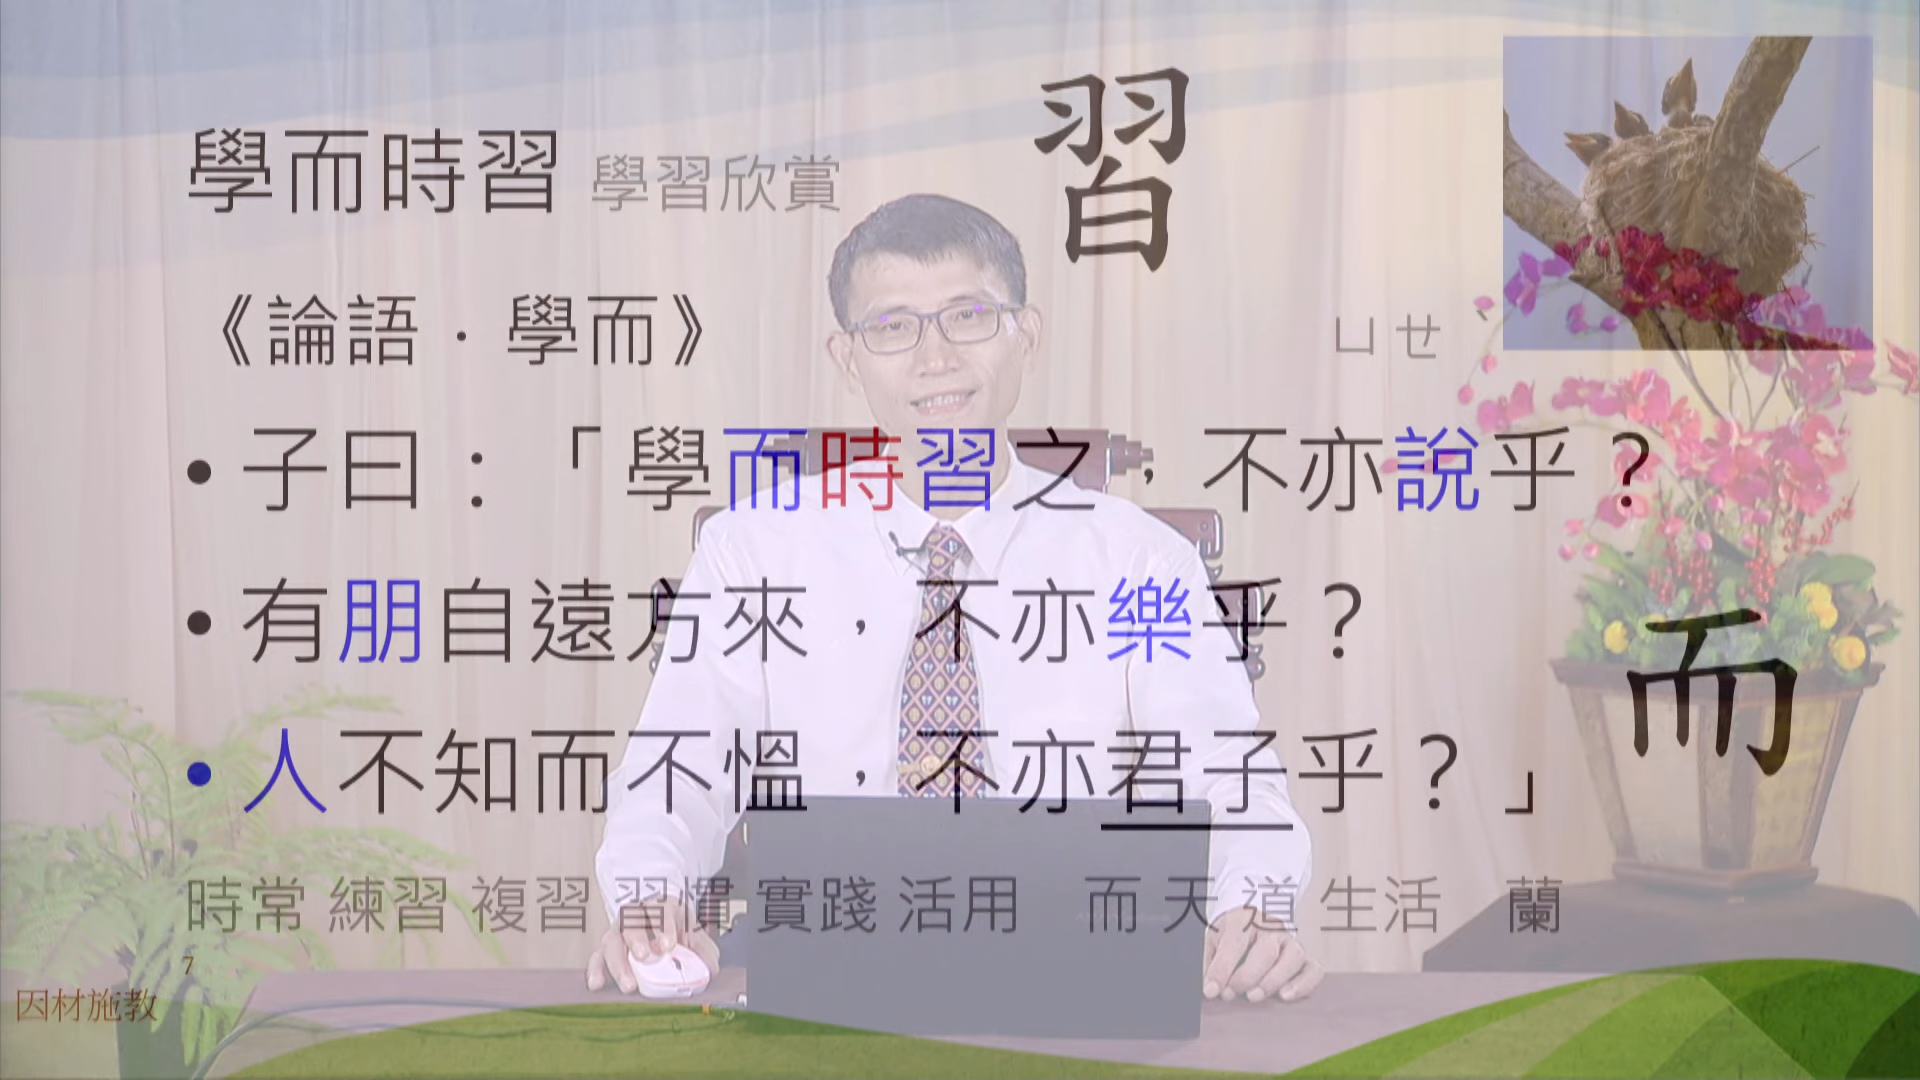 習
學而時習 學習欣賞
《論語．學而》
ㄩㄝˋ
• 子曰：「學而時習之，不亦說乎？
• 有朋自遠方來，不亦樂乎？
• 人不知而不慍，不亦君子乎？」
而
時常 練習 複習 習慣 實踐 活用 而 天 道 生活 蘭
7
因材施教